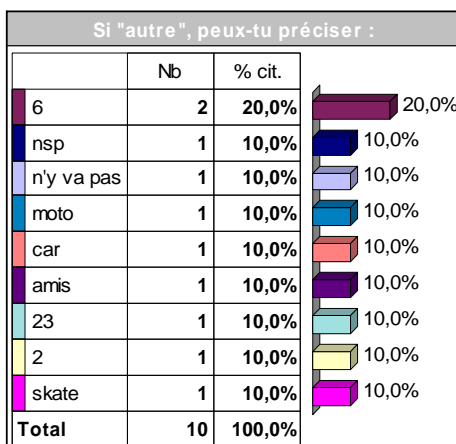 Si "autre", peux-tu préciser :
Nb % cit.
6 2 20,0% 20,0%
nsp 1 10,0% 10,0%
n'y va pas 1 10,0% 10,0%
moto 1 10,0% 10,0%
car 1 10,0% 10,0%
amis 1 10,0% 10,0%
23 1 10,0% 10,0%
2 1 10,0% 10,0%
skate 1 10,0% 10,0%
Total 10 100,0%